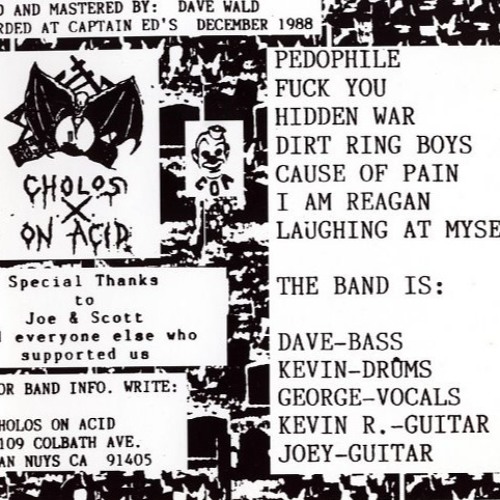 AND MASTERED BY: DAVE WALD
RDED AT CAPTAIN ED'S DECEMBER 1988
CHOLOS
X
ON ACID
COA
Special Thanks
to
Joe & Scott
everyone else who
supported us
OR BAND INFO. WRITE:
HOLOS ON ACID
109 COLBATH AVE.
AN NUYS CA 91405
PEDOPHILE
FUCK YOU
HIDDEN WAR
DIRT RING BOYS
CAUSE OF PAIN
I AM REAGAN
LAUGHING AT MYSE
THE BAND IS:
DAVE-BASS
KEVIN-DRUMS
GEORGE-VOCALS
KEVIN R.-GUITAR
JOEY-GUITAR